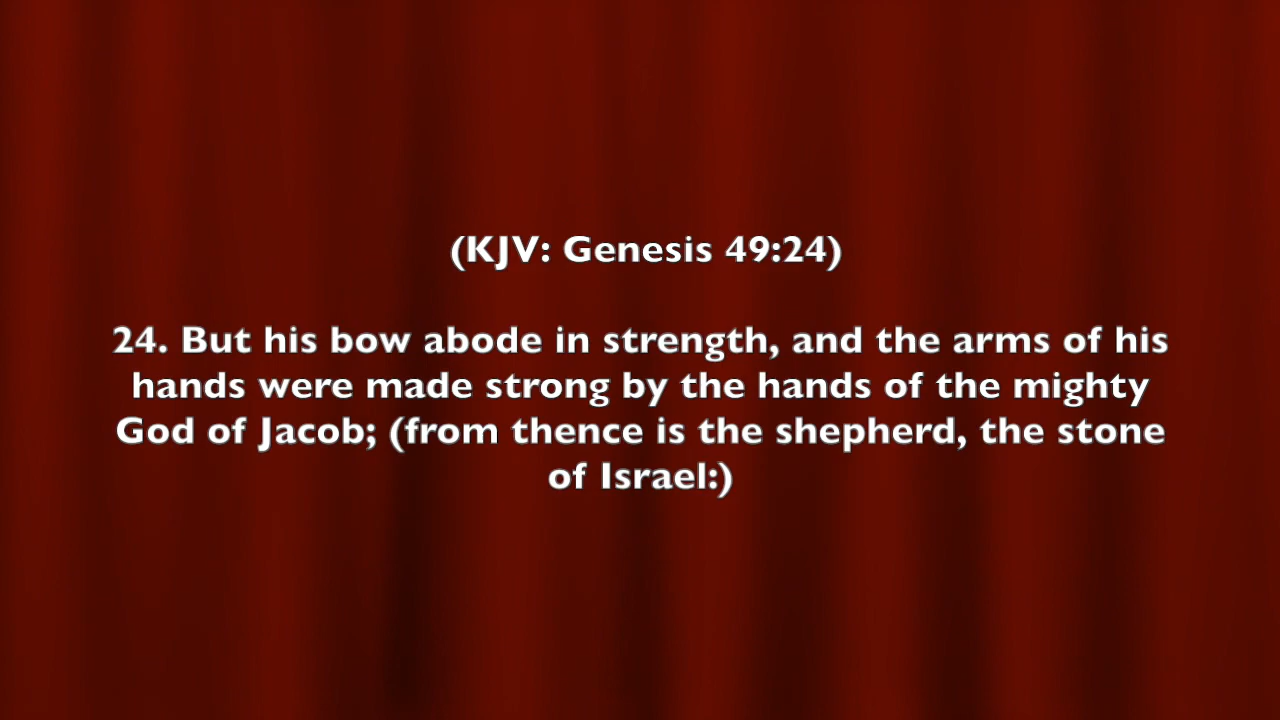 (KJV: Genesis 49:24)
24. But his bow abode in strength, and the arms of his
hands were made strong by the hands of the mighty
God of Jacob; (from thence is the shepherd, the stone
of Israel:)